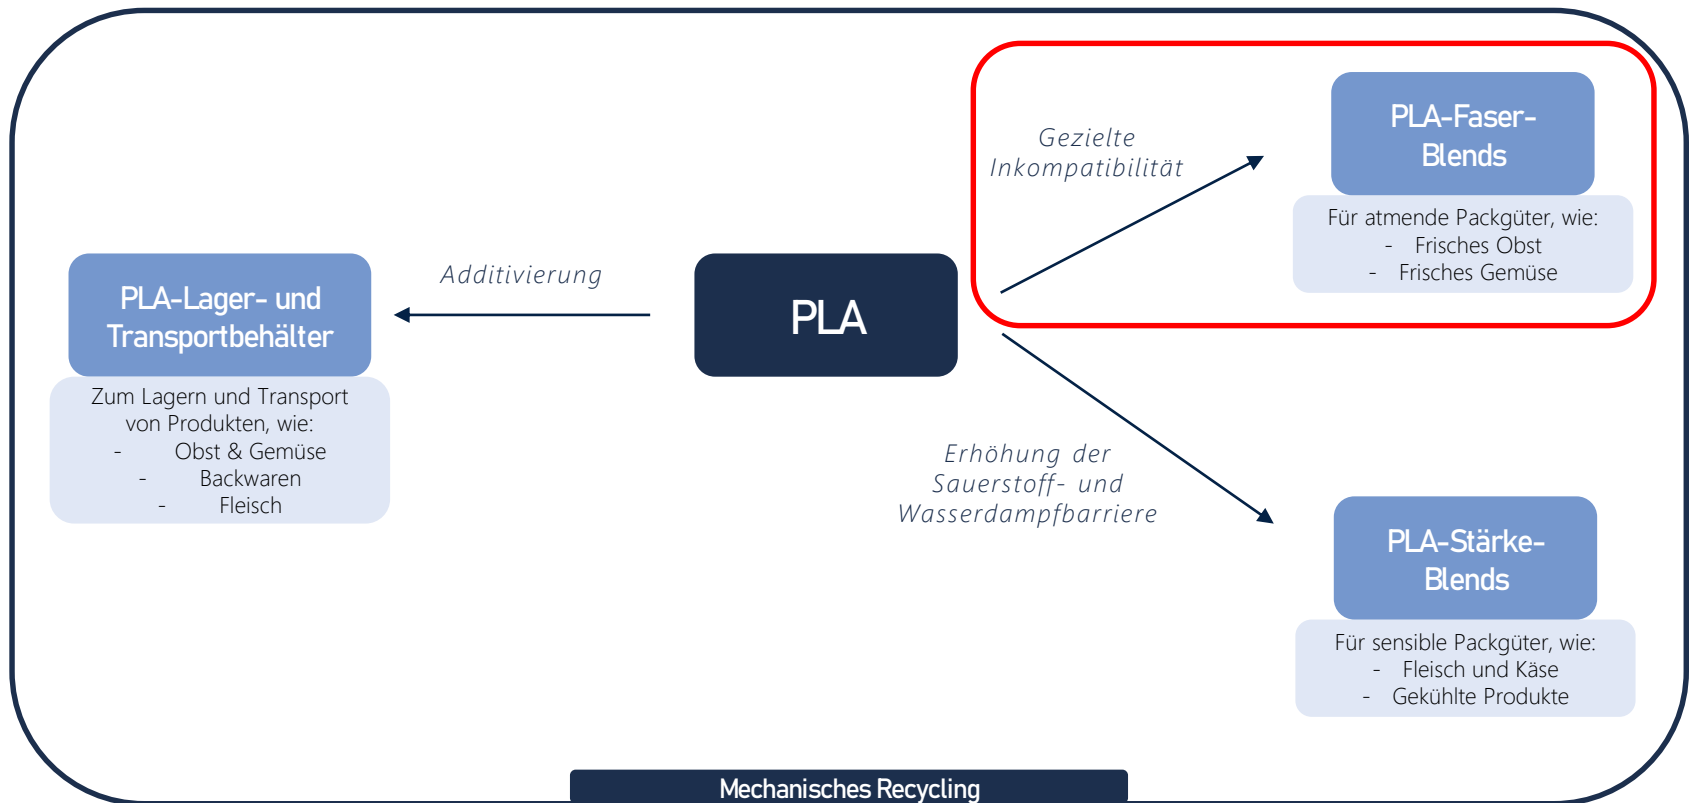 Gezielte
Inkompatibilität
PLA-Faser-
Blends
Für atmende Packgüter, wie:
- Frisches Obst
- Frisches Gemüse
PLA-Lager- und
Transportbehälter
Zum Lagern und Transport
von Produkten, wie:
- Obst & Gemüse
- Backwaren
- Fleisch
Additivierung
PLA
Erhöhung der
Sauerstoff- und
Wasserdampfbarriere
PLA-Stärke-
Blends
Für sensible Packgüter, wie:
- Fleisch und Käse
- Gekühlte Produkte
Mechanisches Recycling